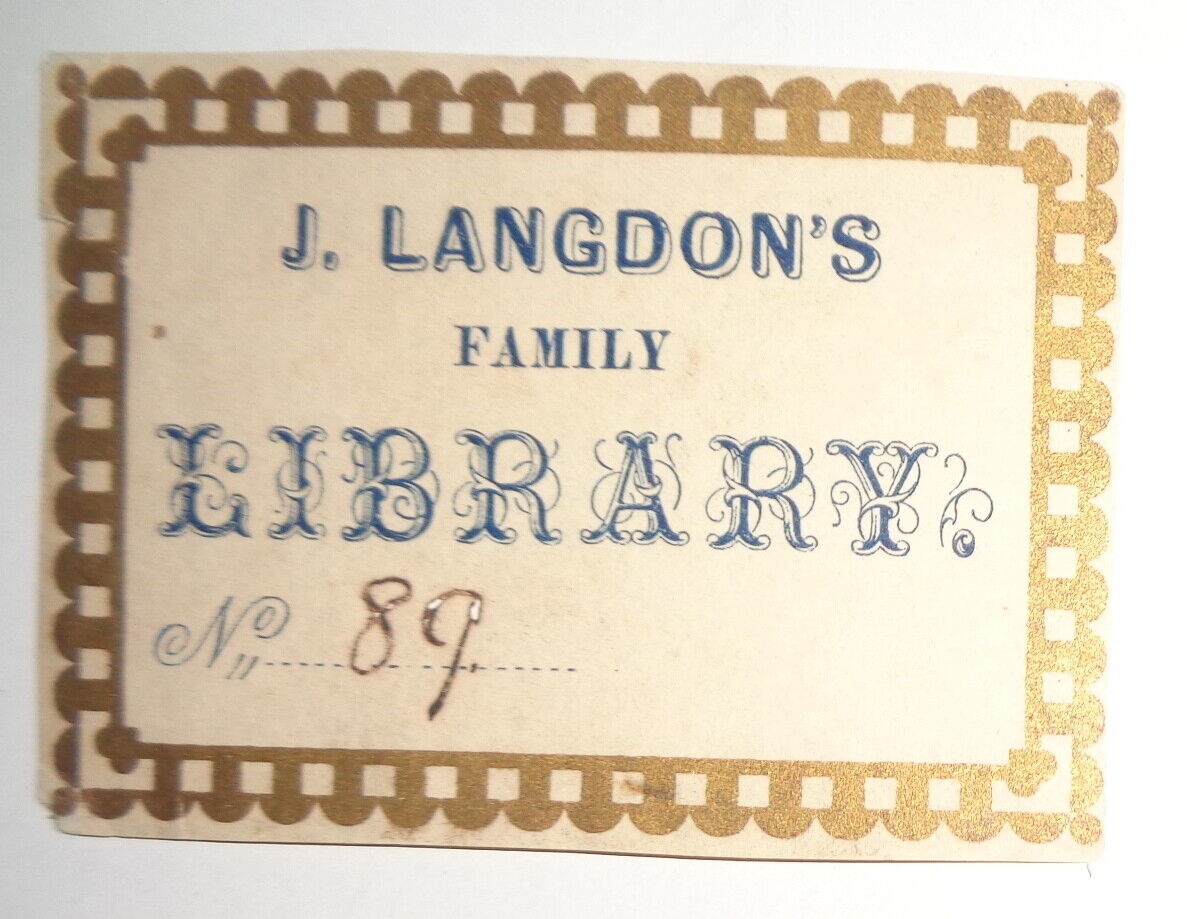 J. LANGDON'S
FAMILY
LIBRARY.
No,, 89.